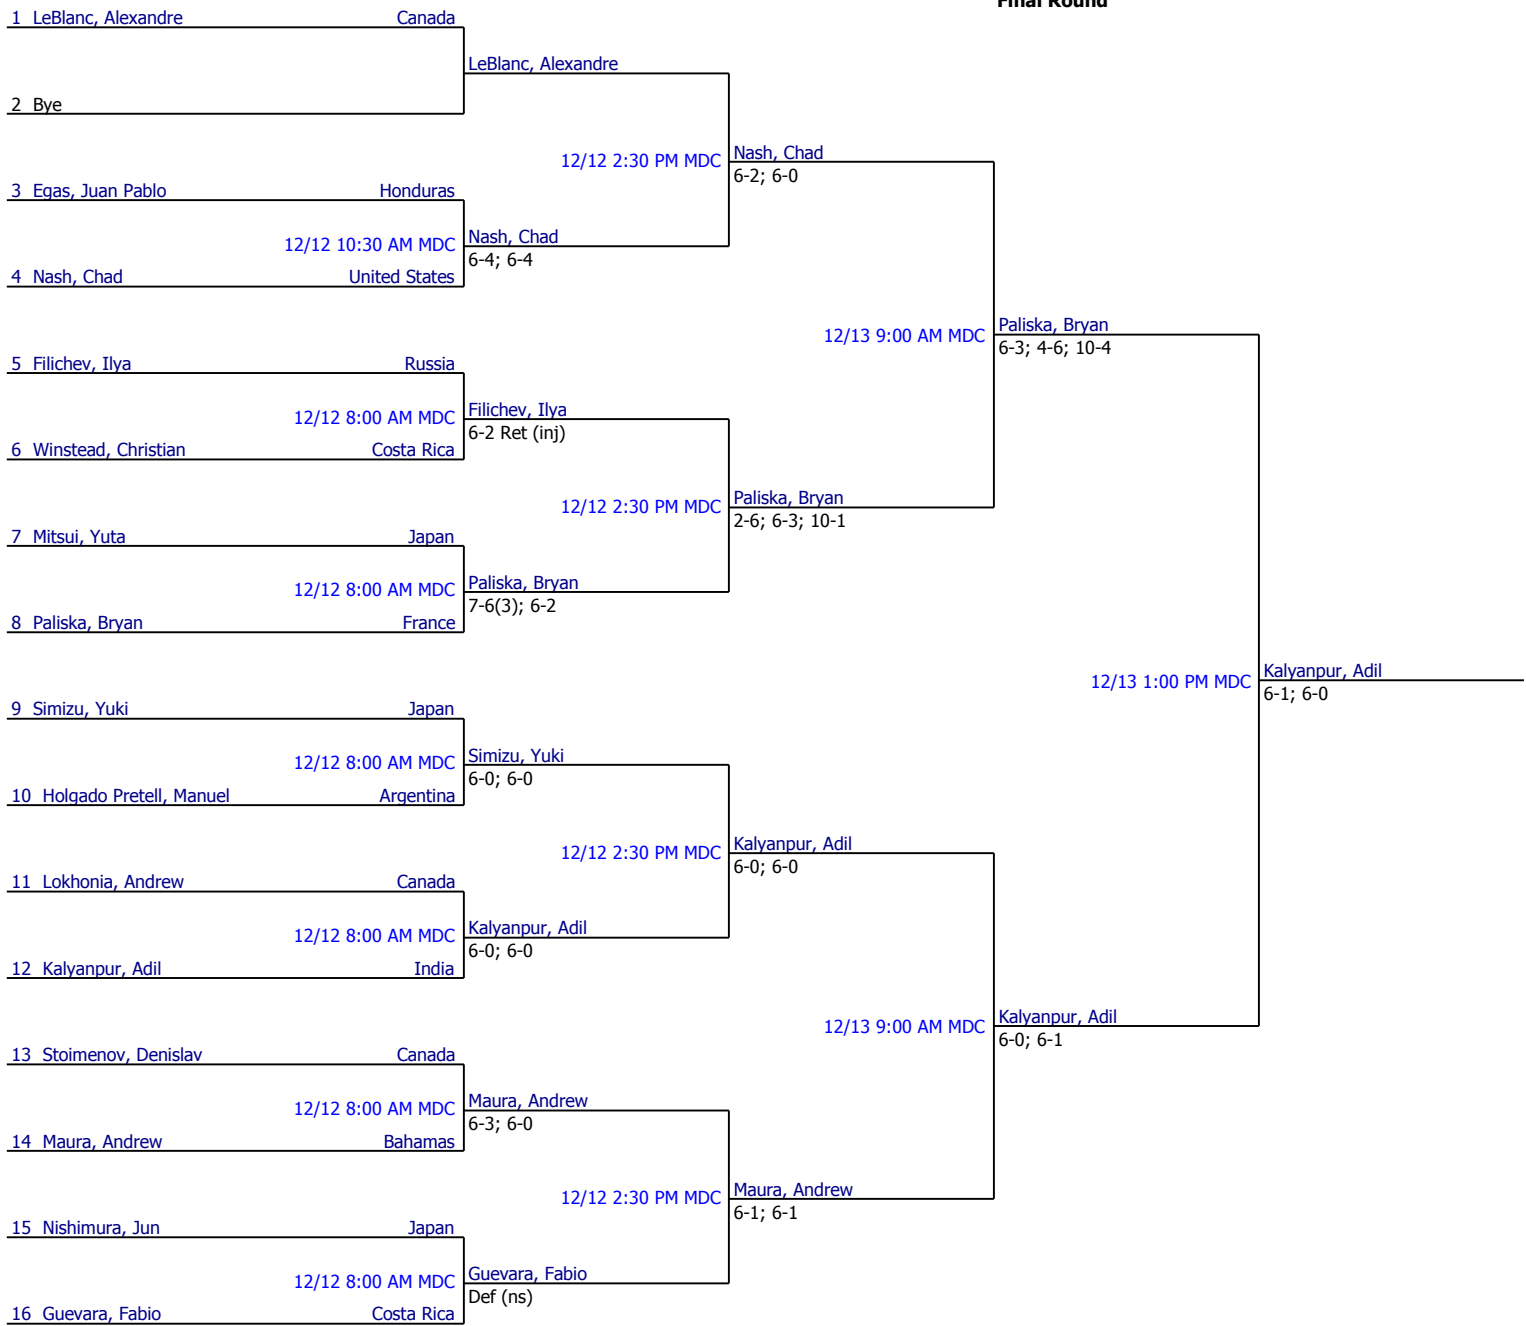 Final Round
1 LeBlanc, Alexandre Canada
LeBlanc, Alexandre
2 Bye
12/12 2:30 PM MDC Nash, Chad
6-2; 6-0
3 Egas, Juan Pablo Honduras
12/12 10:30 AM MDC Nash, Chad
6-4; 6-4
4 Nash, Chad United States
12/13 9:00 AM MDC Paliska, Bryan
6-3; 4-6; 10-4
5 Filichev, Ilya Russia
12/12 8:00 AM MDC Filichev, Ilya
6-2 Ret (inj)
6 Winstead, Christian Costa Rica
12/12 2:30 PM MDC Paliska, Bryan
2-6; 6-3; 10-1
7 Mitsui, Yuta Japan
12/12 8:00 AM MDC Paliska, Bryan
7-6(3); 6-2
8 Paliska, Bryan France
12/13 1:00 PM MDC Kalyanpur, Adil
6-1; 6-0
9 Simizu, Yuki Japan
12/12 8:00 AM MDC Simizu, Yuki
6-0; 6-0
10 Holgado Pretell, Manuel Argentina
12/12 2:30 PM MDC Kalyanpur, Adil
6-0; 6-0
11 Lokhonia, Andrew Canada
12/12 8:00 AM MDC Kalyanpur, Adil
6-0; 6-0
12 Kalyanpur, Adil India
12/13 9:00 AM MDC Kalyanpur, Adil
6-0; 6-1
13 Stoimenov, Denislav Canada
12/12 8:00 AM MDC Maura, Andrew
6-3; 6-0
14 Maura, Andrew Bahamas
12/12 2:30 PM MDC Maura, Andrew
6-1; 6-1
15 Nishimura, Jun Japan
12/12 8:00 AM MDC Guevara, Fabio
Def (ns)
16 Guevara, Fabio Costa Rica